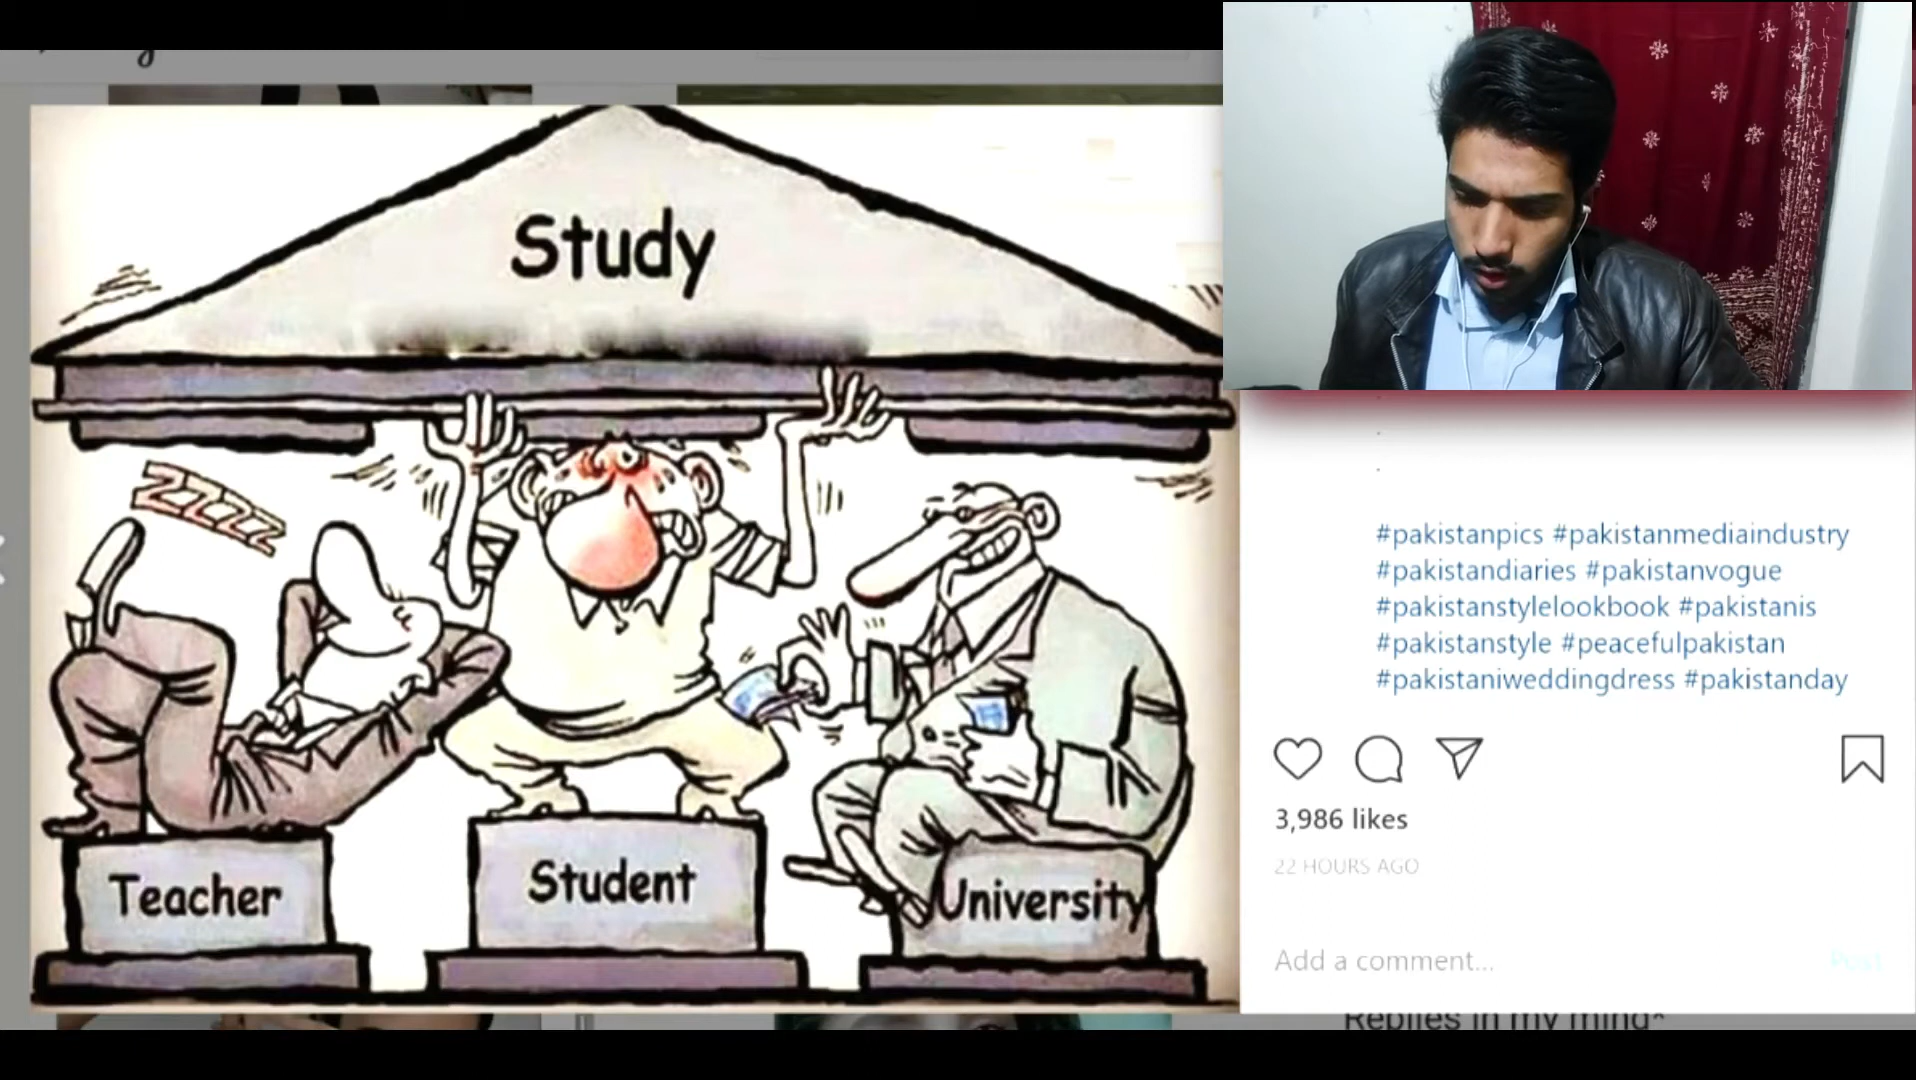 Study
ZZZZ
Teacher
Student
University
#pakistanpics #pakistanmediaindustry
#pakistandiaries #pakistanvogue
#pakistanstylelookbook #pakistanis
#pakistanstyle #peacefulpakistan
#pakistaniweddingdress #pakistanday
3,986 likes
22 HOURS AGO
Add a comment...
Post
Replies in my mind*